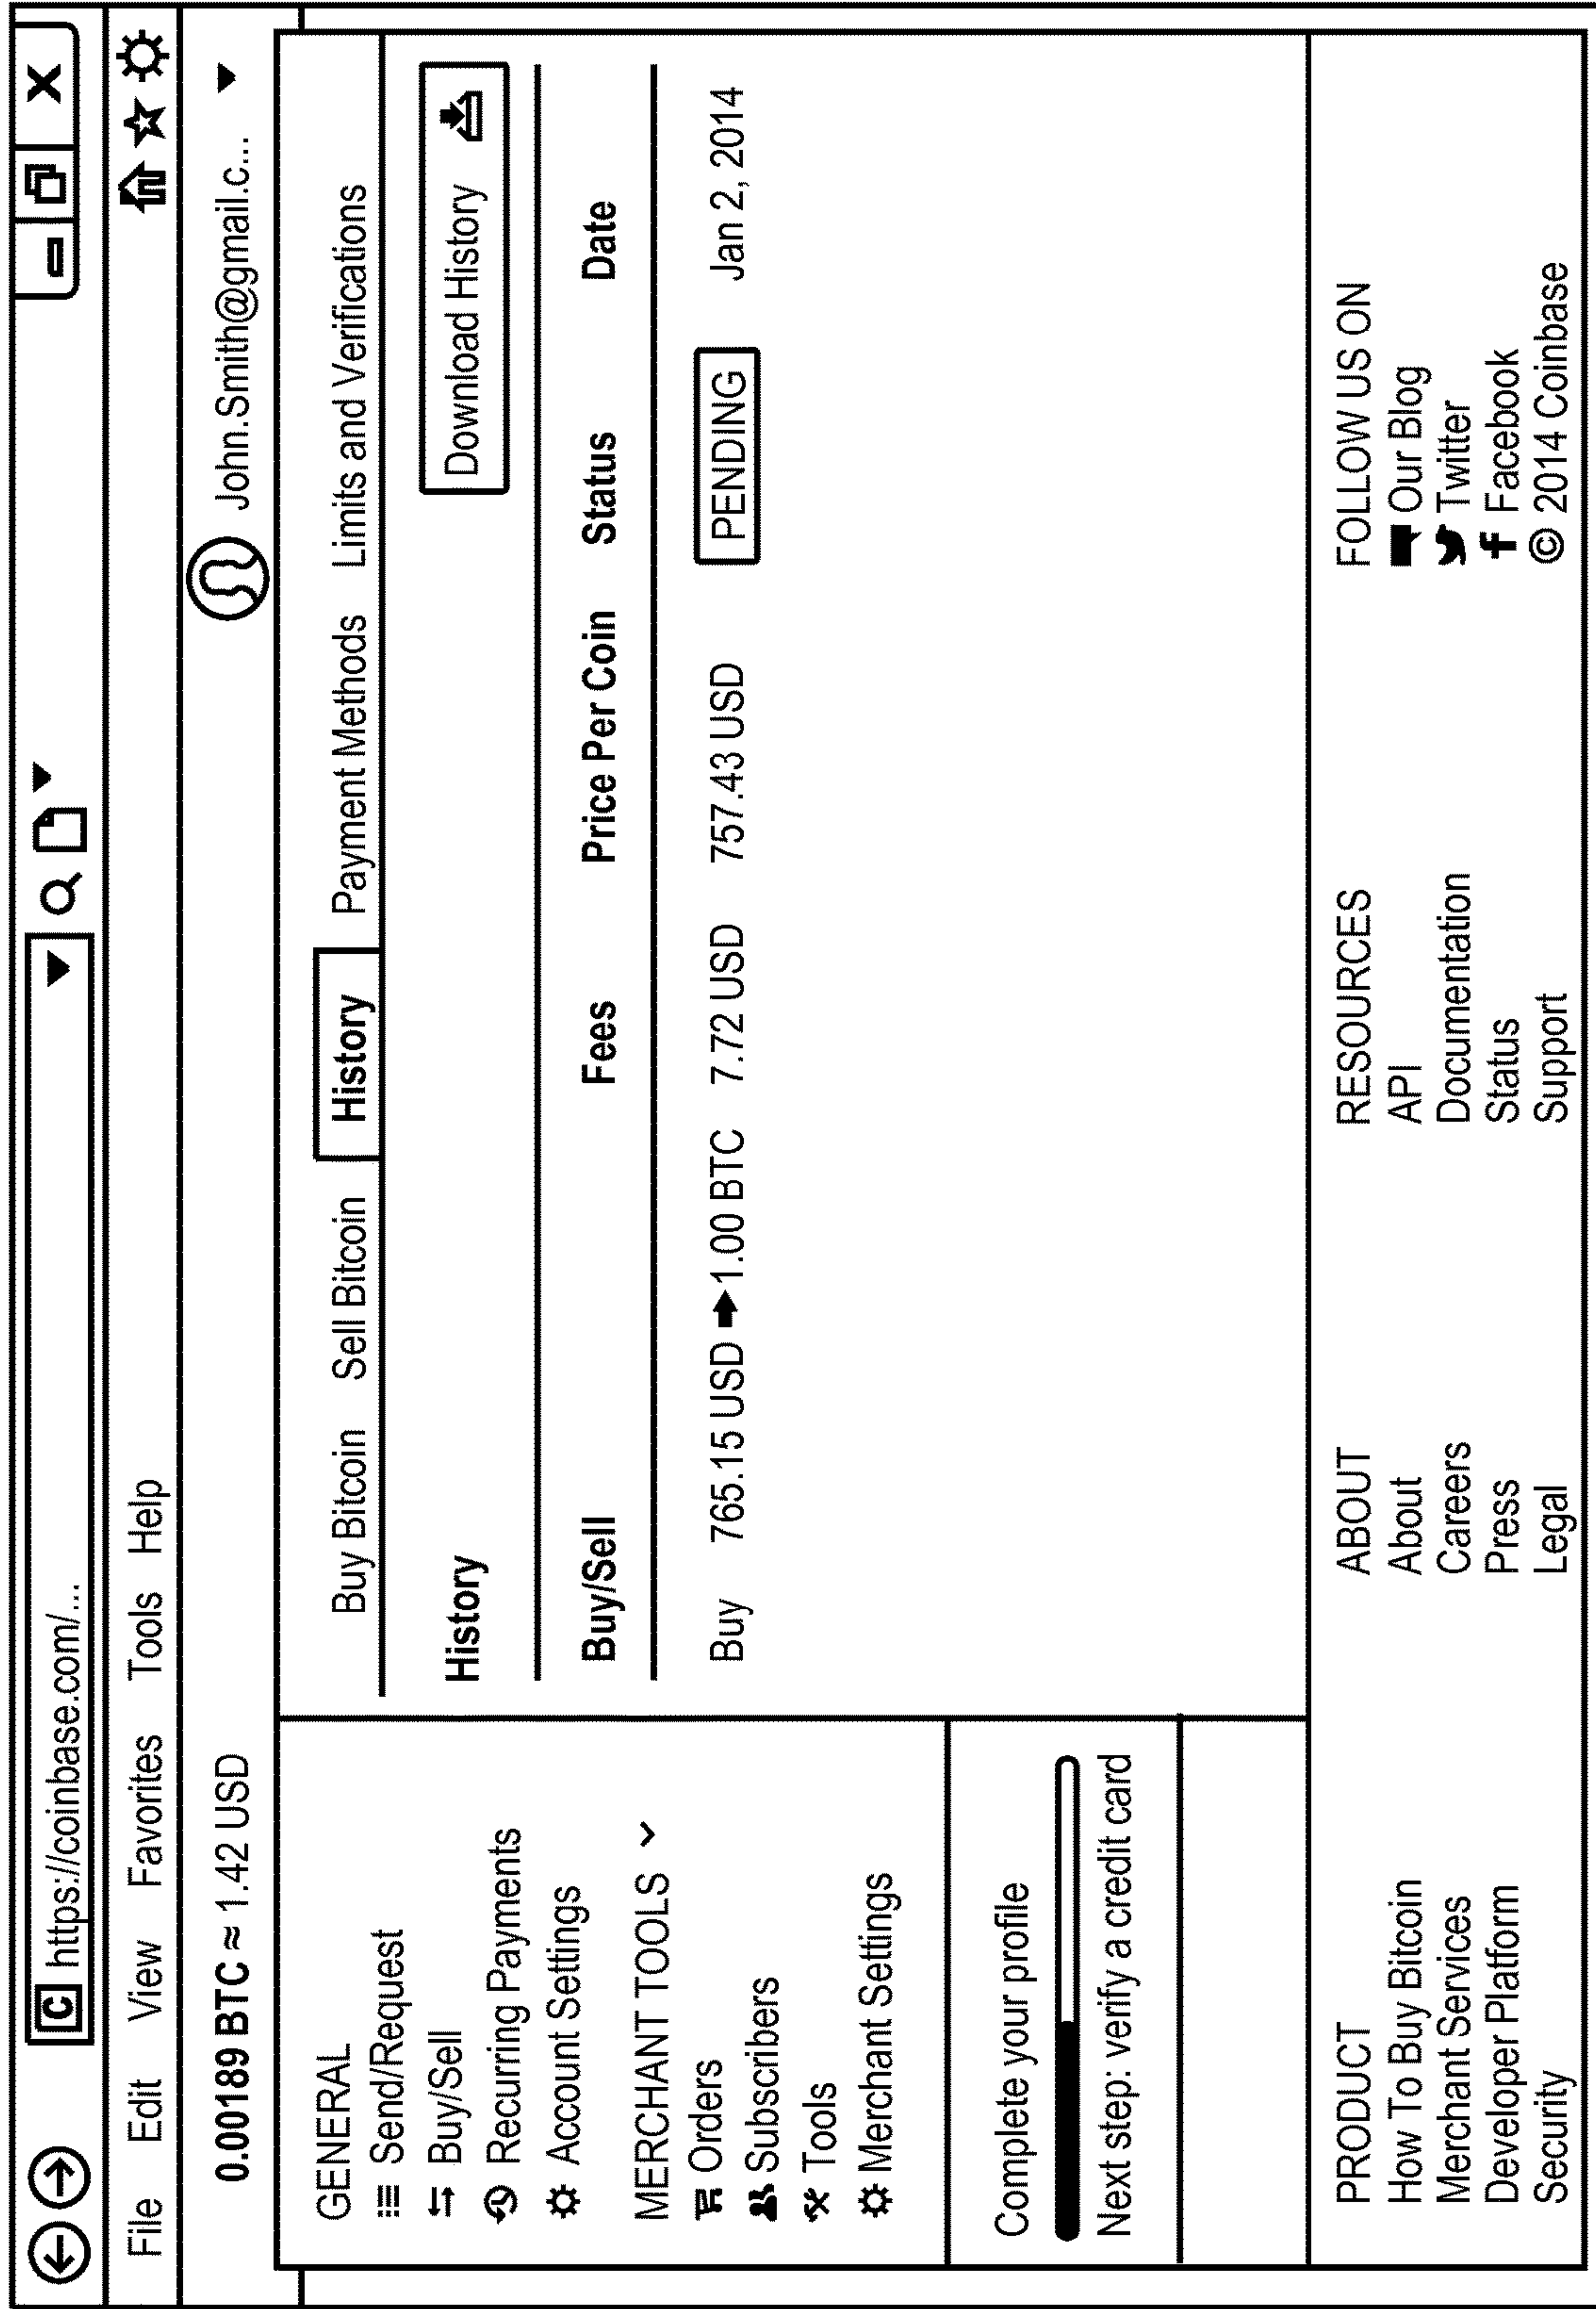 C https://coinbase.com/...
X
File Edit View Favorites Tools Help
0.00189 BTC ≈ 1.42 USD
John.Smith@gmail.c...
GENERAL
Send/Request
Buy/Sell
Recurring Payments
Account Settings
MERCHANT TOOLS
Orders
Subscribers
Tools
Merchant Settings
Complete your profile
Next step: verify a credit card
Buy Bitcoin Sell Bitcoin History Payment Methods Limits and Verifications
History Download History
Buy/Sell Fees Price Per Coin Status Date
Buy 765.15 USD ➡ 1.00 BTC 7.72 USD 757.43 USD PENDING Jan 2, 2014
PRODUCT
How To Buy Bitcoin
Merchant Services
Developer Platform
Security
ABOUT
About
Careers
Press
Legal
RESOURCES
API
Documentation
Status
Support
FOLLOW US ON
Our Blog
Twitter
f Facebook
© 2014 Coinbase